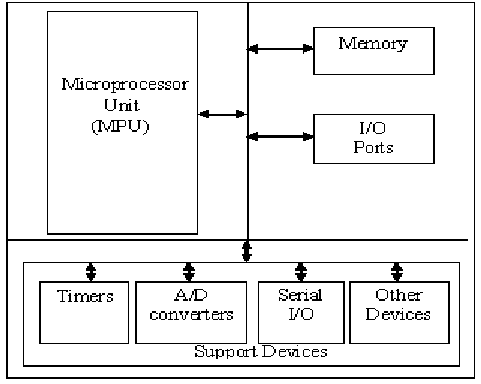 Microprocessor
Unit
(MPU)
Memory
I/O
Ports
Timers
A/D
converters
Serial
I/O
Other
Devices
Support Devices